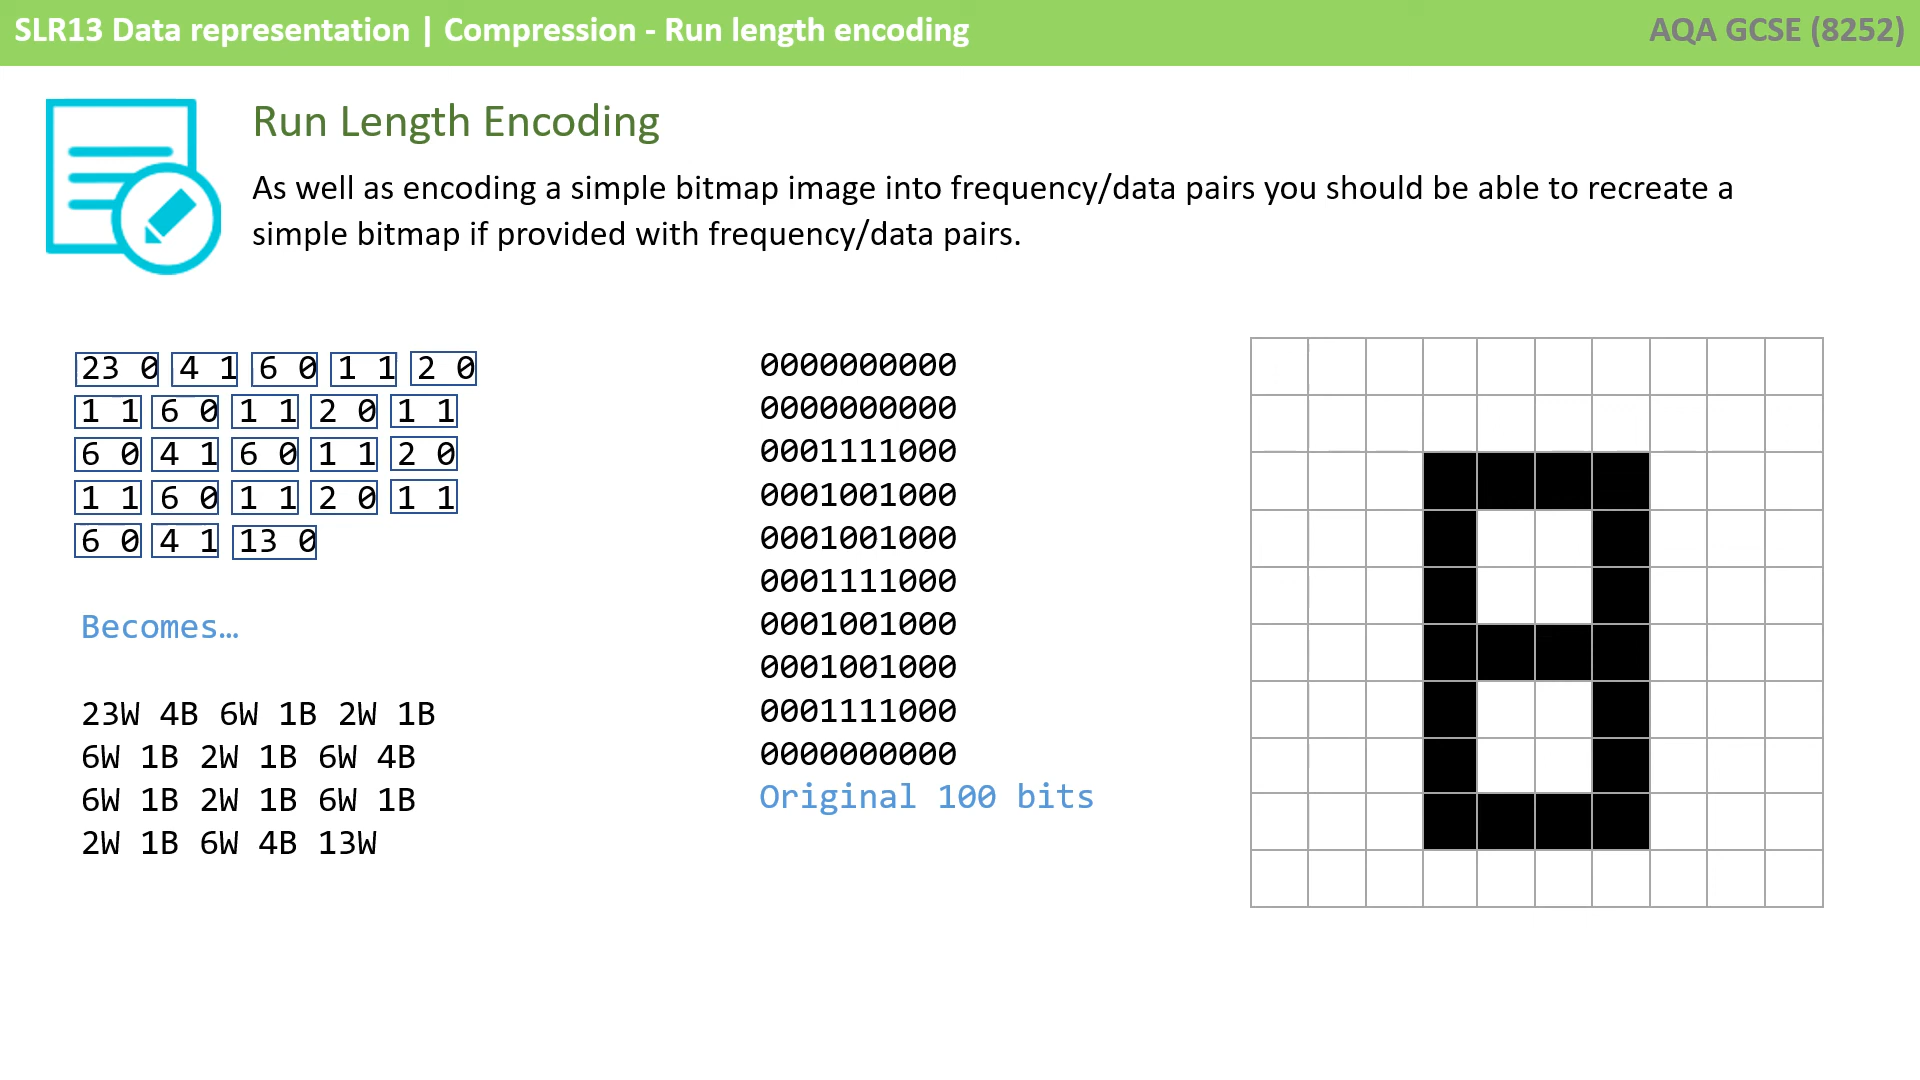 SLR13 Data representation | Compression - Run length encoding
AQA GCSE (8252)
Run Length Encoding
As well as encoding a simple bitmap image into frequency/data pairs you should be able to recreate a
simple bitmap if provided with frequency/data pairs.
23 0 4 1 6 0 1 1 2 0
1 1 6 0 1 1 2 0 1 1
6 0 4 1 6 0 1 1 2 0
1 1 6 0 1 1 2 0 1 1
6 0 4 1 13 0
Becomes…
23W 4B 6W 1B 2W 1B
6W 1B 2W 1B 6W 4B
6W 1B 2W 1B 6W 1B
2W 1B 6W 4B 13W
0000000000
0000000000
0001111000
0001001000
0001001000
0001111000
0001001000
0001001000
0001111000
0000000000
Original 100 bits